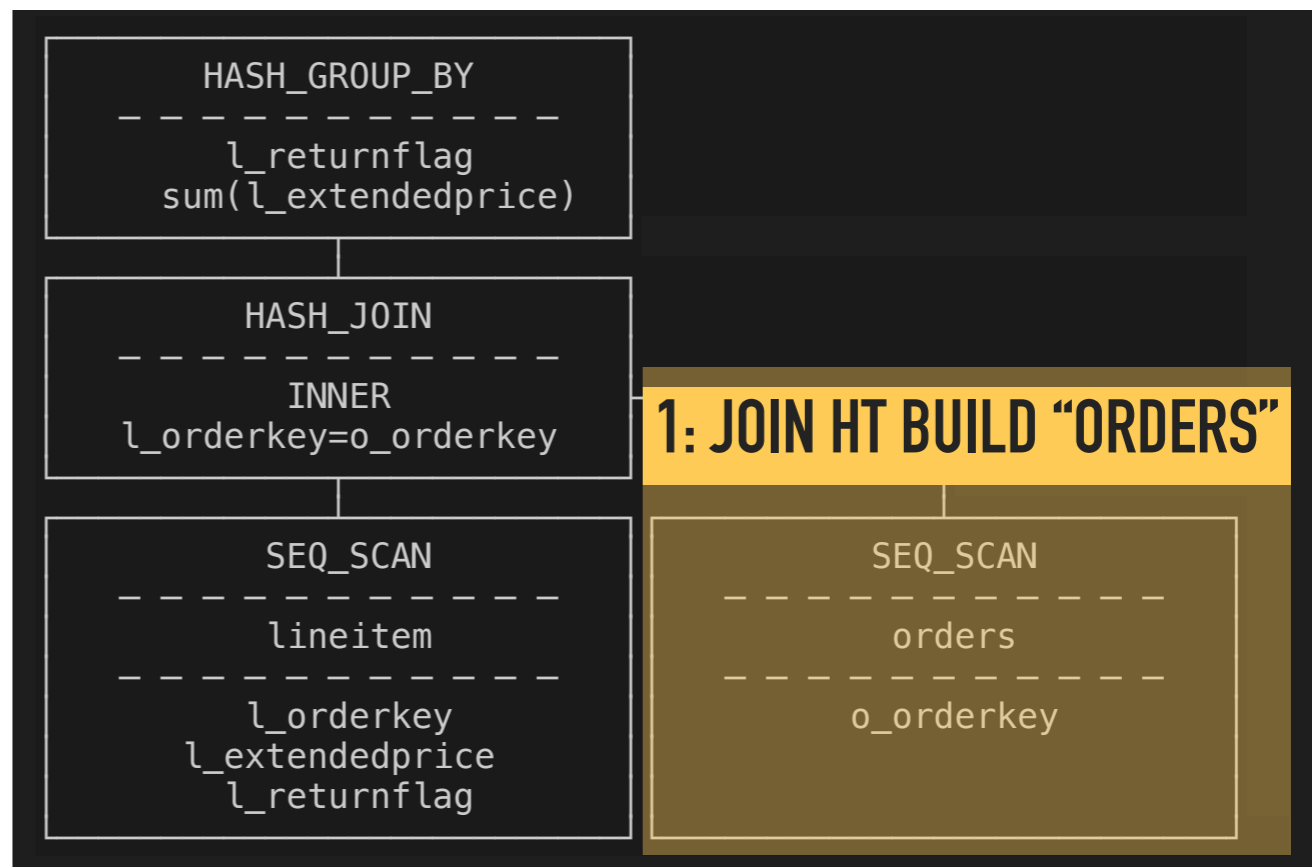 HASH_GROUP_BY
l_returnflag
sum(l_extendedprice)
HASH_JOIN
INNER
l_orderkey=o_orderkey
1: JOIN HT BUILD “ORDERS”
SEQ_SCAN
lineitem
l_orderkey
l_extendedprice
l_returnflag
SEQ_SCAN
orders
o_orderkey